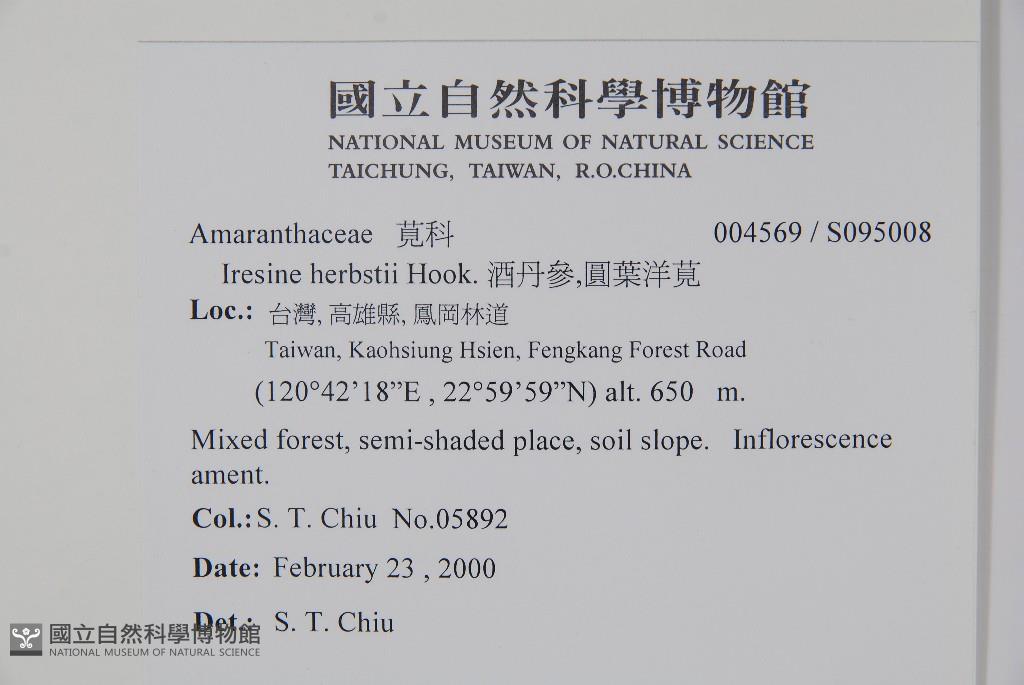 國立自然科學博物館
NATIONAL MUSEUM OF NATURAL SCIENCE
TAICHUNG, TAIWAN, R.O.CHINA
Amaranthaceae 莧科 004569 / S095008
Iresine herbstii Hook. 酒丹參,圓葉洋莧
Loc.: 台灣, 高雄縣, 鳳岡林道
Taiwan, Kaohsiung Hsien, Fengkang Forest Road
(120°42’18”E , 22°59’59”N) alt. 650 m.
Mixed forest, semi-shaded place, soil slope. Inflorescence
ament.
Col.: S. T. Chiu No.05892
Date: February 23 , 2000
Det.: S. T. Chiu
國立自然科學博物館
NATIONAL MUSEUM OF NATURAL SCIENCE